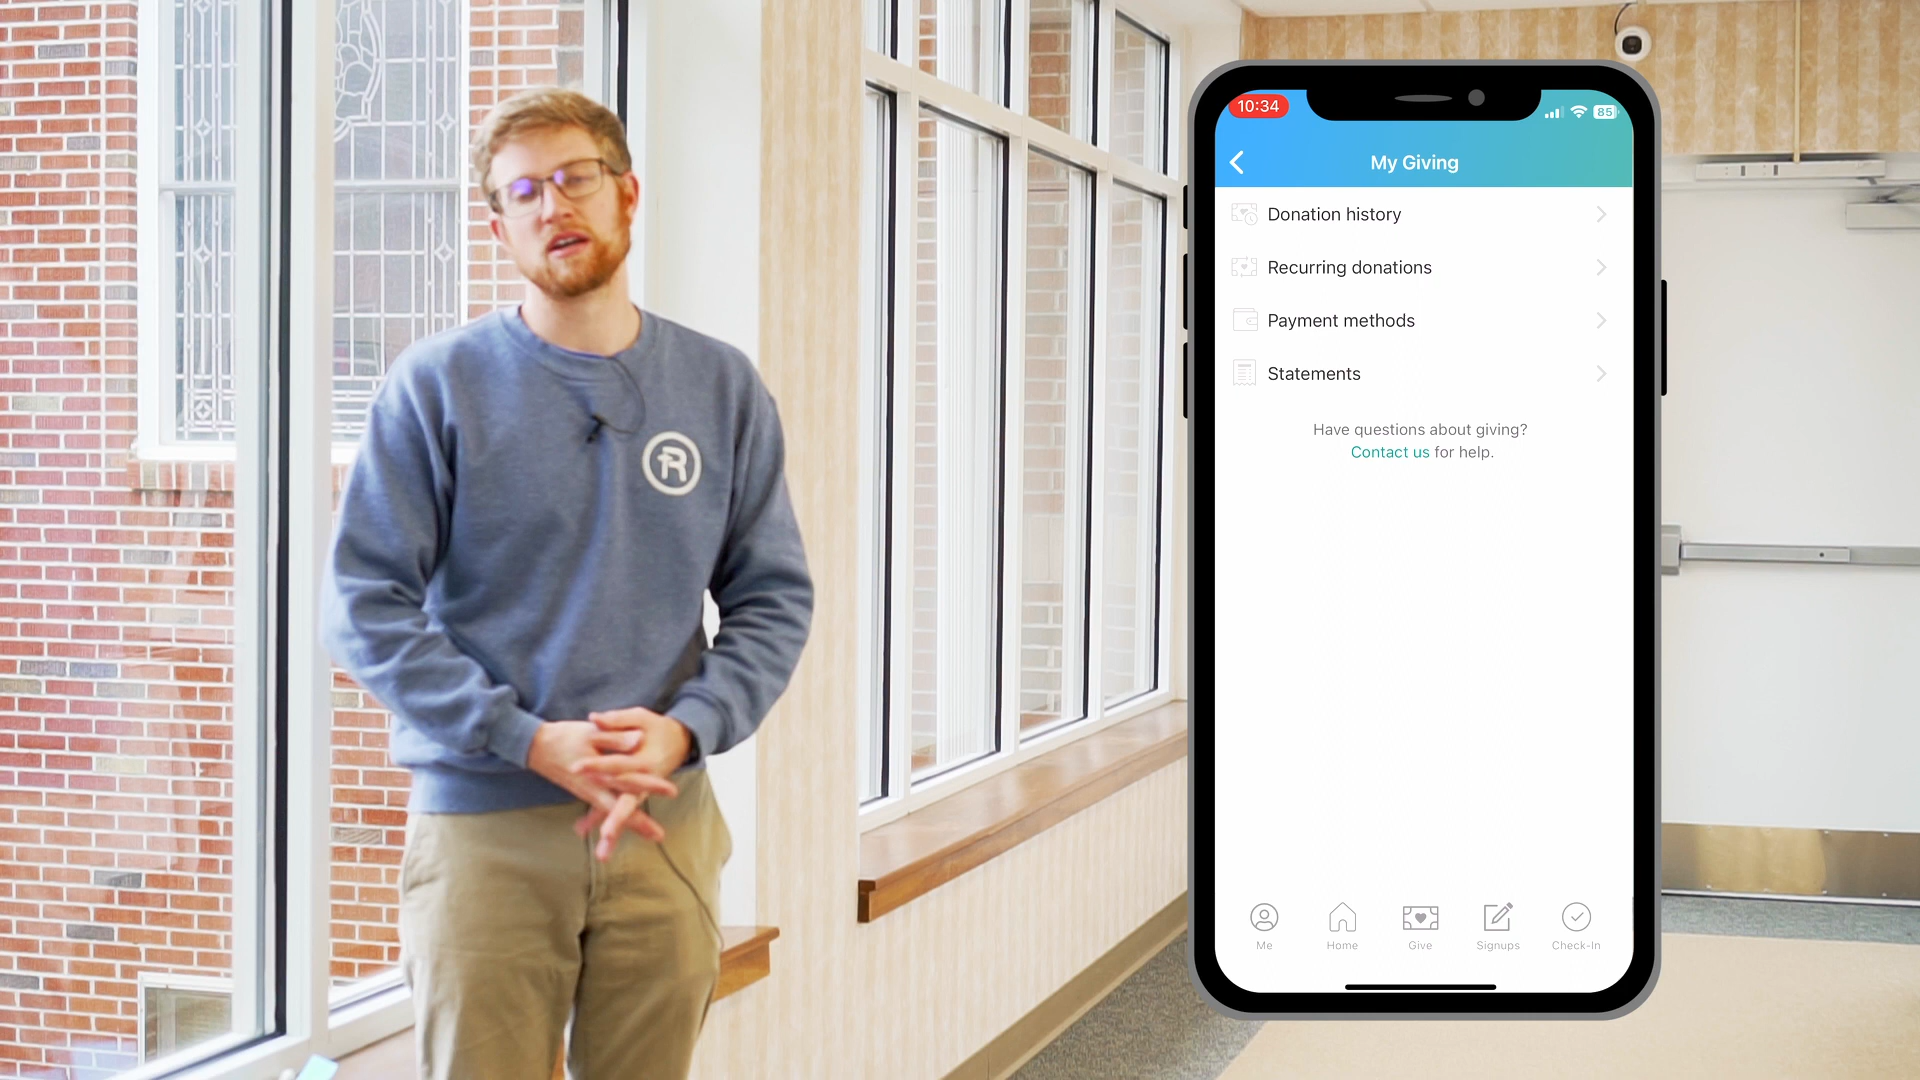 R
10:34
85
My Giving
Donation history
Recurring donations
Payment methods
Statements
Have questions about giving?
Contact us for help.
Me
Home
Give
Signups
Check-In